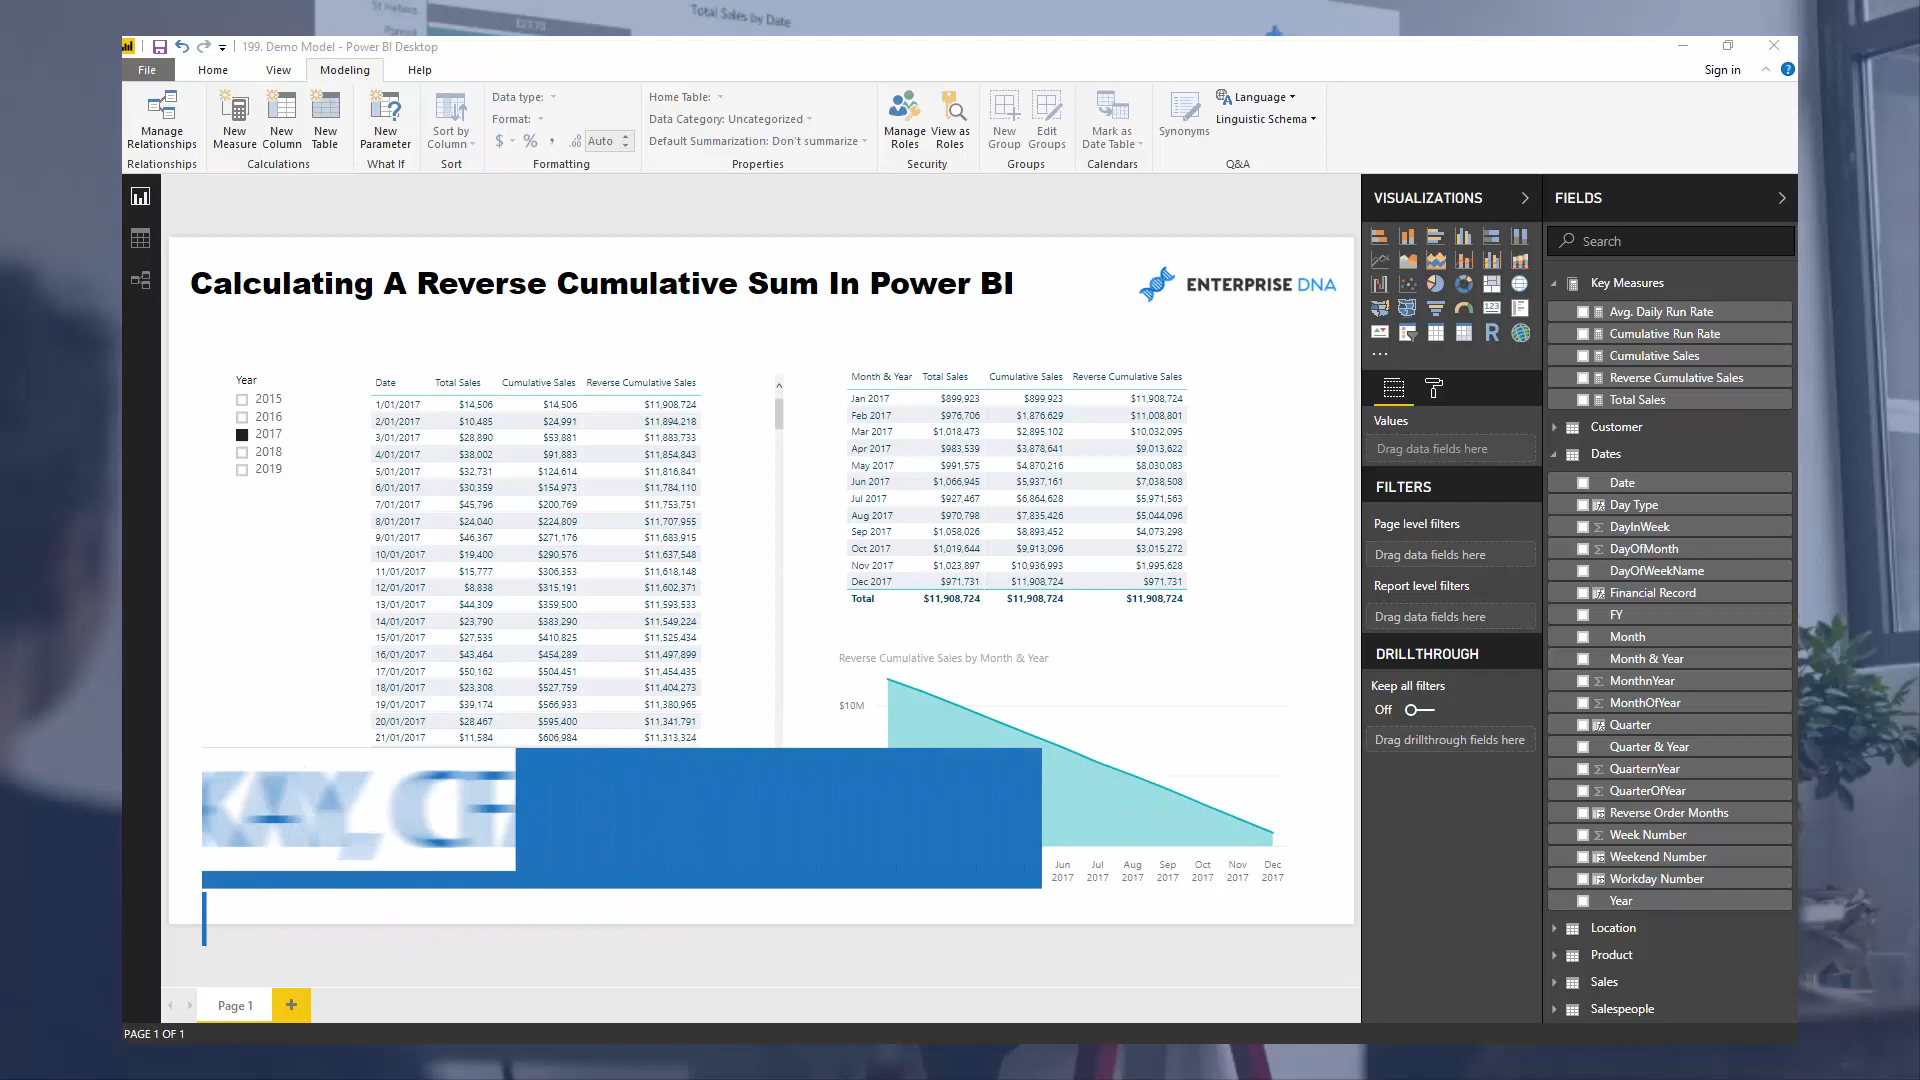 Total Sales by Date
199. Demo Model - Power BI Desktop
File Home View Modeling Help
Sign in
Manage Relationships
New Measure
New Column
New Table
New Parameter
Sort by Column
Data type:
Format:
$ % , .00 Auto
Home Table:
Data Category: Uncategorized
Default Summarization: Don't summarize
Manage Roles
View as Roles
New Group
Edit Groups
Mark as Date Table
Synonyms
Language
Linguistic Schema
Relationships Calculations What If Sort Formatting Properties Security Groups Calendars Q&A
Calculating A Reverse Cumulative Sum In Power BI
ENTERPRISE DNA
Year
2015
2016
2017
2018
2019
Date Total Sales Cumulative Sales Reverse Cumulative Sales
1/01/2017 $14,506 $14,506 $11,908,724
2/01/2017 $10,485 $24,991 $11,894,218
3/01/2017 $28,890 $53,881 $11,883,733
4/01/2017 $38,002 $91,883 $11,854,843
5/01/2017 $32,731 $124,614 $11,816,841
6/01/2017 $30,359 $154,973 $11,784,110
7/01/2017 $45,796 $200,769 $11,753,751
8/01/2017 $24,040 $224,809 $11,707,955
9/01/2017 $46,367 $271,176 $11,683,915
10/01/2017 $19,400 $290,576 $11,637,548
11/01/2017 $15,777 $306,353 $11,618,148
12/01/2017 $8,838 $315,191 $11,602,371
13/01/2017 $44,309 $359,500 $11,593,533
14/01/2017 $23,790 $383,290 $11,549,224
15/01/2017 $27,535 $410,825 $11,525,434
16/01/2017 $43,464 $454,289 $11,497,899
17/01/2017 $50,162 $504,451 $11,454,435
18/01/2017 $23,308 $527,759 $11,404,273
19/01/2017 $39,174 $566,933 $11,380,965
20/01/2017 $28,467 $595,400 $11,341,791
21/01/2017 $11,584 $606,984 $11,313,324
Month & Year Total Sales Cumulative Sales Reverse Cumulative Sales
Jan 2017 $899,923 $899,923 $11,908,724
Feb 2017 $976,706 $1,876,629 $11,008,801
Mar 2017 $1,018,473 $2,895,102 $10,032,095
Apr 2017 $983,539 $3,878,641 $9,013,622
May 2017 $991,575 $4,870,216 $8,030,083
Jun 2017 $1,066,945 $5,937,161 $7,038,508
Jul 2017 $927,467 $6,864,628 $5,971,563
Aug 2017 $970,798 $7,835,426 $5,044,096
Sep 2017 $1,058,026 $8,893,452 $4,073,298
Oct 2017 $1,019,644 $9,913,096 $3,015,272
Nov 2017 $1,023,897 $10,936,993 $1,995,628
Dec 2017 $971,731 $11,908,724 $971,731
Total $11,908,724 $11,908,724 $11,908,724
Reverse Cumulative Sales by Month & Year
$10M
Jun Jul Aug Sep Oct Nov Dec
2017 2017 2017 2017 2017 2017 2017
VISUALIZATIONS
Values
Drag data fields here
FILTERS
Page level filters
Drag data fields here
Report level filters
Drag data fields here
DRILLTHROUGH
Keep all filters
Off
Drag drillthrough fields here
FIELDS
Search
Key Measures
Avg. Daily Run Rate
Cumulative Run Rate
Cumulative Sales
Reverse Cumulative Sales
Total Sales
Customer
Dates
Date
Day Type
DayInWeek
DayOfMonth
DayOfWeekName
Financial Record
FY
Month
Month & Year
MonthnYear
MonthOfYear
Quarter
Quarter & Year
QuarternYear
QuarterOfYear
Reverse Order Months
Week Number
Weekend Number
Workday Number
Year
Location
Product
Sales
Salespeople
Page 1
PAGE 1 OF 1